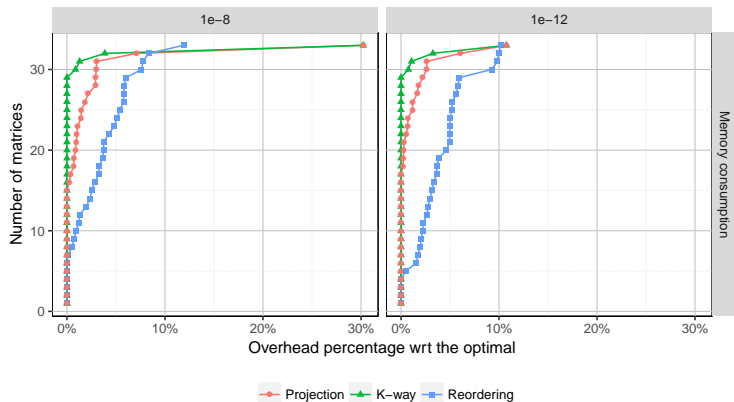 1e−8 1e−12
Number of matrices
30
20
10
0
Memory consumption
0% 10% 20% 30% 0% 10% 20% 30%
Overhead percentage wrt the optimal
Projection K−way Reordering